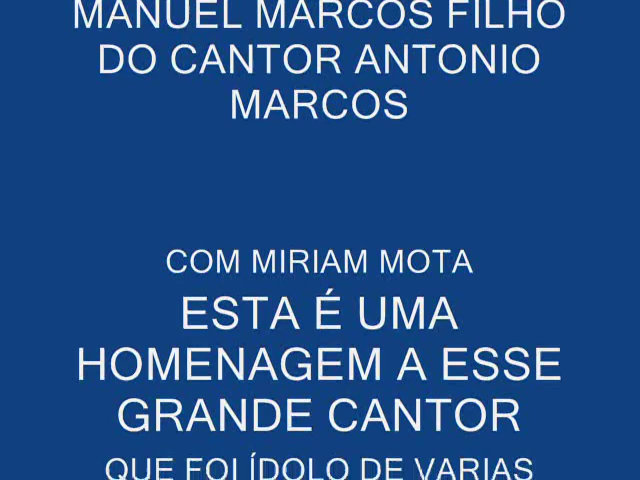 MANUEL MARCOS FILHO
DO CANTOR ANTONIO
MARCOS
COM MIRIAM MOTA
ESTA É UMA
HOMENAGEM A ESSE
GRANDE CANTOR
QUE FOI ÍDOLO DE VARIAS